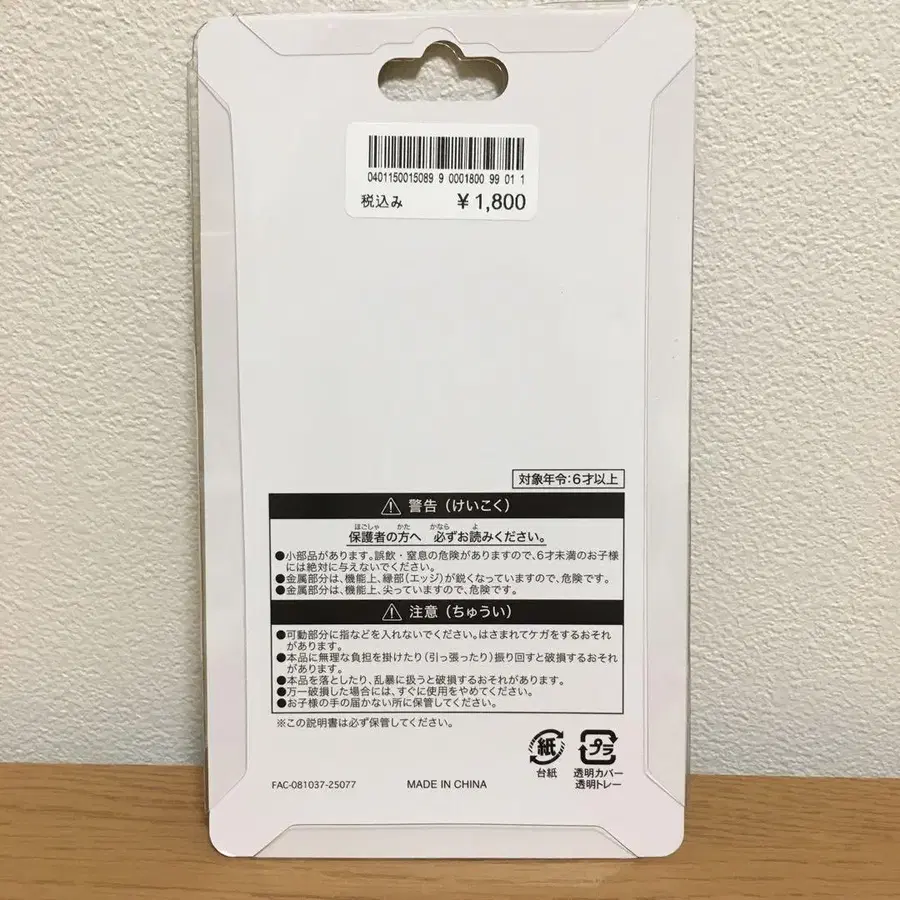 0401150015089 9 0001800 99 01 1
税込み ¥1,800
対象年令:6才以上
⚠ 警告（けいこく）
ほごしゃ かた かなら よ
保護者の方へ 必ずお読みください。
●小部品があります。誤飲・窒息の危険がありますので、6才未満のお子様
には絶対に与えないでください。
●金属部分は、機能上、縁部（エッジ）が鋭くなっていますので、危険です。
●金属部分は、機能上、尖っていますので、危険です。
⚠ 注意（ちゅうい）
●可動部分に指などを入れないでください。はさまれてケガをするおそれ
があります。
●本品に無理な負担を掛けたり（引っ張ったり）振り回すと破損するおそれ
があります。
●本品を落としたり、乱暴に扱うと破損するおそれがあります。
●万一破損した場合には、すぐに使用をやめてください。
●お子様の手の届かない所に保管してください。
※この説明書は必ず保管してください。
紙 プラ
台紙 透明カバー
透明トレー
FAC-081037-25077 MADE IN CHINA